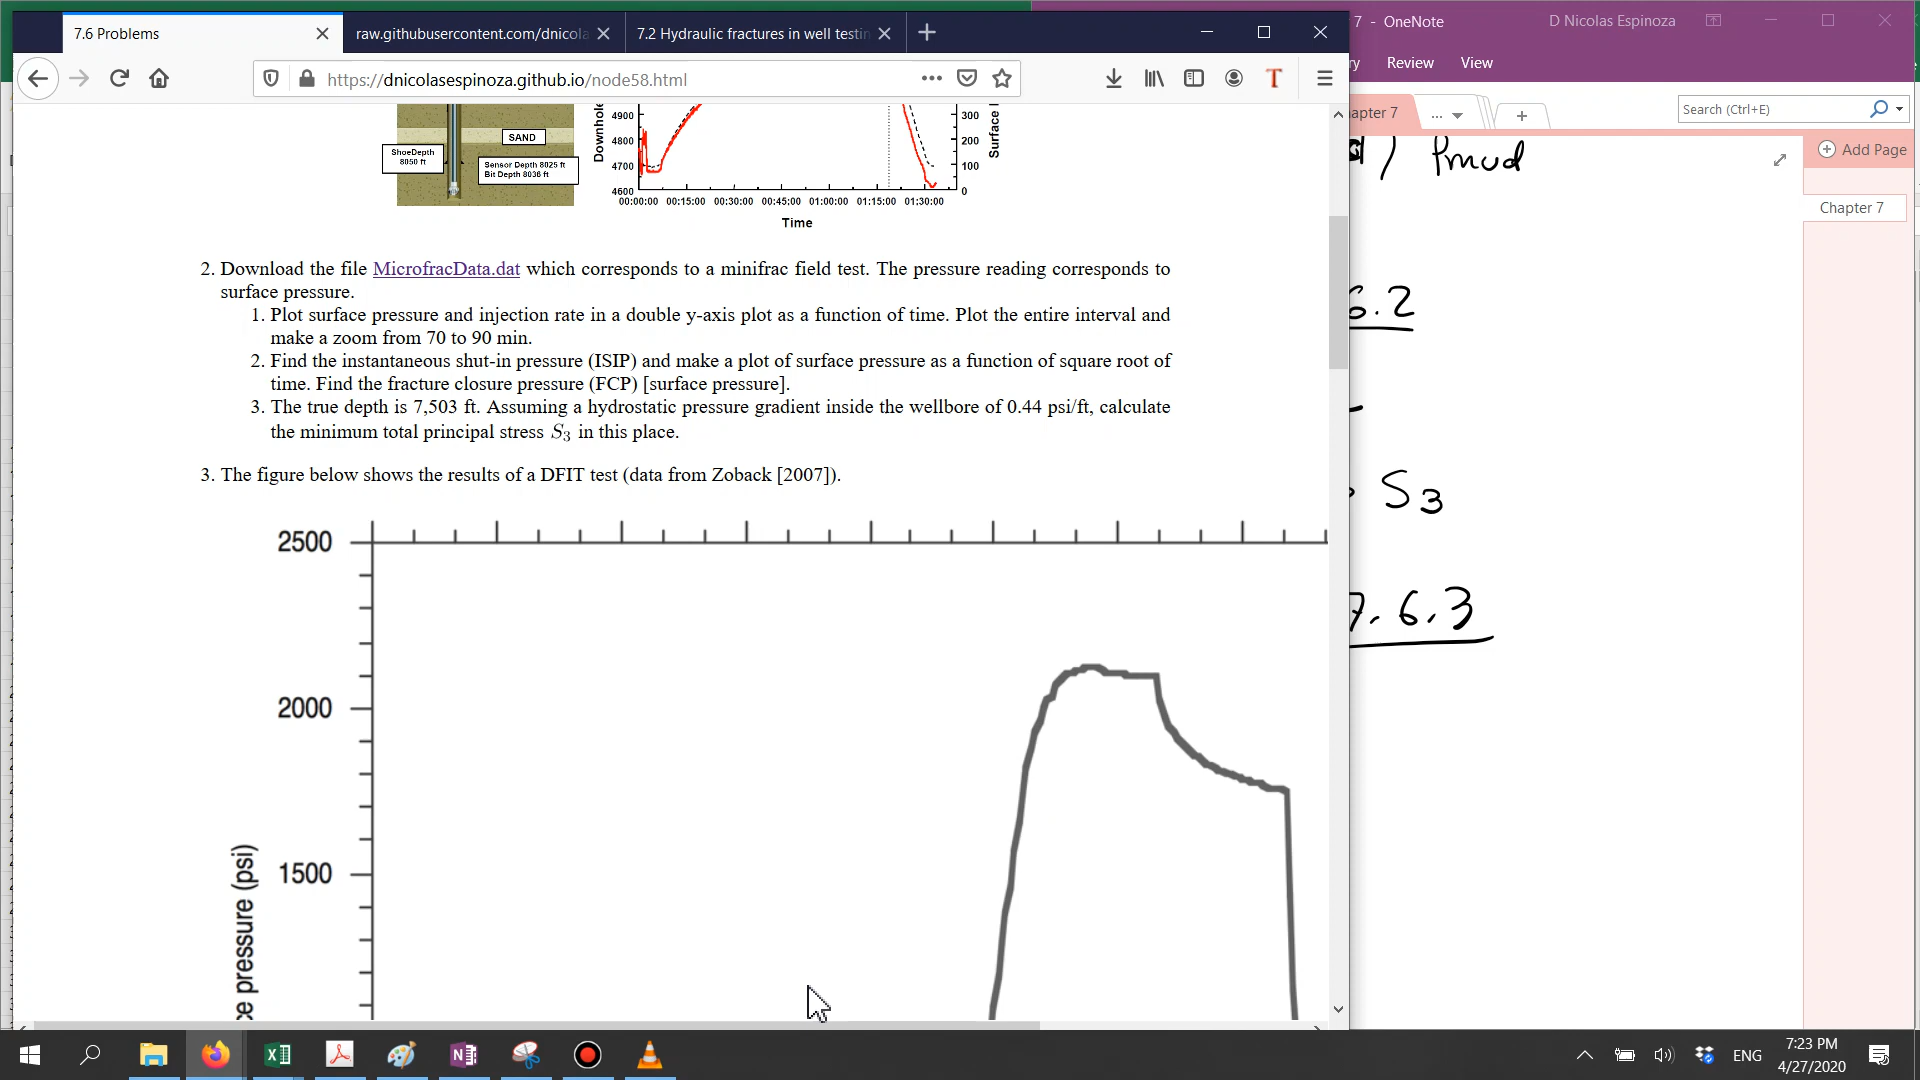 7.6 Problems
raw.githubusercontent.com/dnicola
7.2 Hydraulic fractures in well testin
7 - OneNote
D Nicolas Espinoza
https://dnicolasespinoza.github.io/node58.html
Review
View
apter 7
...
Search (Ctrl+E)
Add Page
Chapter 7
SAND
ShoeDepth
8050 ft
Sensor Depth 8025 ft
Bit Depth 8038 ft
Downhole
4900
4800
4700
4600
300
200
100
0
Surface
00:00:00 00:15:00 00:30:00 00:45:00 01:00:00 01:15:00 01:30:00
Time
2. Download the file MicrofracData.dat which corresponds to a minifrac field test. The pressure reading corresponds to
surface pressure.
1. Plot surface pressure and injection rate in a double y-axis plot as a function of time. Plot the entire interval and
make a zoom from 70 to 90 min.
2. Find the instantaneous shut-in pressure (ISIP) and make a plot of surface pressure as a function of square root of
time. Find the fracture closure pressure (FCP) [surface pressure].
3. The true depth is 7,503 ft. Assuming a hydrostatic pressure gradient inside the wellbore of 0.44 psi/ft, calculate
the minimum total principal stress S3 in this place.
3. The figure below shows the results of a DFIT test (data from Zoback [2007]).
2500
2000
1500
ce pressure (psi)
) Pmud
6.2
S3
7.6.3
ENG
7:23 PM
4/27/2020